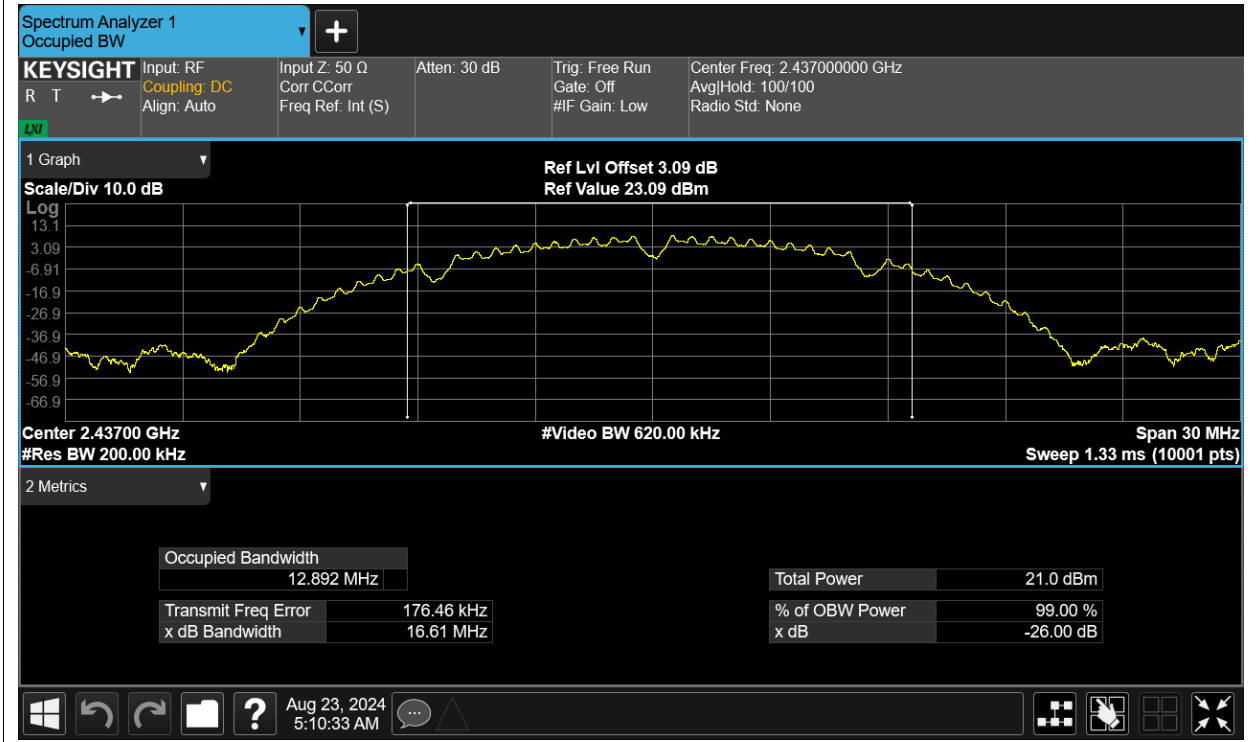 Spectrum Analyzer 1
Occupied BW
KEYSIGHT
R T
LXI
Input: RF
Coupling: DC
Align: Auto
Input Z: 50 Ω
Corr CCorr
Freq Ref: Int (S)
Atten: 30 dB
Trig: Free Run
Gate: Off
#IF Gain: Low
Center Freq: 2.437000000 GHz
Avg|Hold: 100/100
Radio Std: None
1 Graph
Scale/Div 10.0 dB
Ref Lvl Offset 3.09 dB
Ref Value 23.09 dBm
Log
13.1
3.09
-6.91
-16.9
-26.9
-36.9
-46.9
-56.9
-66.9
Center 2.43700 GHz
#Video BW 620.00 kHz
Span 30 MHz
#Res BW 200.00 kHz
Sweep 1.33 ms (10001 pts)
2 Metrics
Occupied Bandwidth
12.892 MHz
Total Power 21.0 dBm
Transmit Freq Error 176.46 kHz
% of OBW Power 99.00 %
x dB Bandwidth 16.61 MHz
x dB -26.00 dB
?
Aug 23, 2024
5:10:33 AM